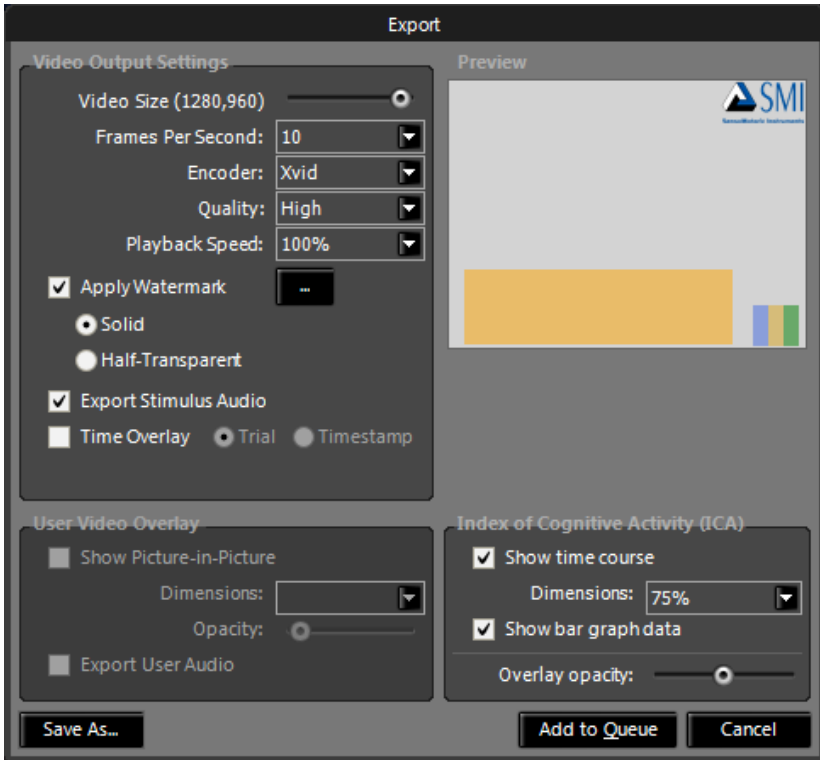 Export
Video Output Settings
Video Size (1280,960)
Frames Per Second: 10
Encoder: Xvid
Quality: High
Playback Speed: 100%
Apply Watermark ...
Solid
Half-Transparent
Export Stimulus Audio
Time Overlay Trial Timestamp
Preview
SMI
SensoMotoric Instruments
User Video Overlay
Show Picture-in-Picture
Dimensions:
Opacity:
Export User Audio
Index of Cognitive Activity (ICA)
Show time course
Dimensions: 75%
Show bar graph data
Overlay opacity:
Save As...
Add to Queue
Cancel